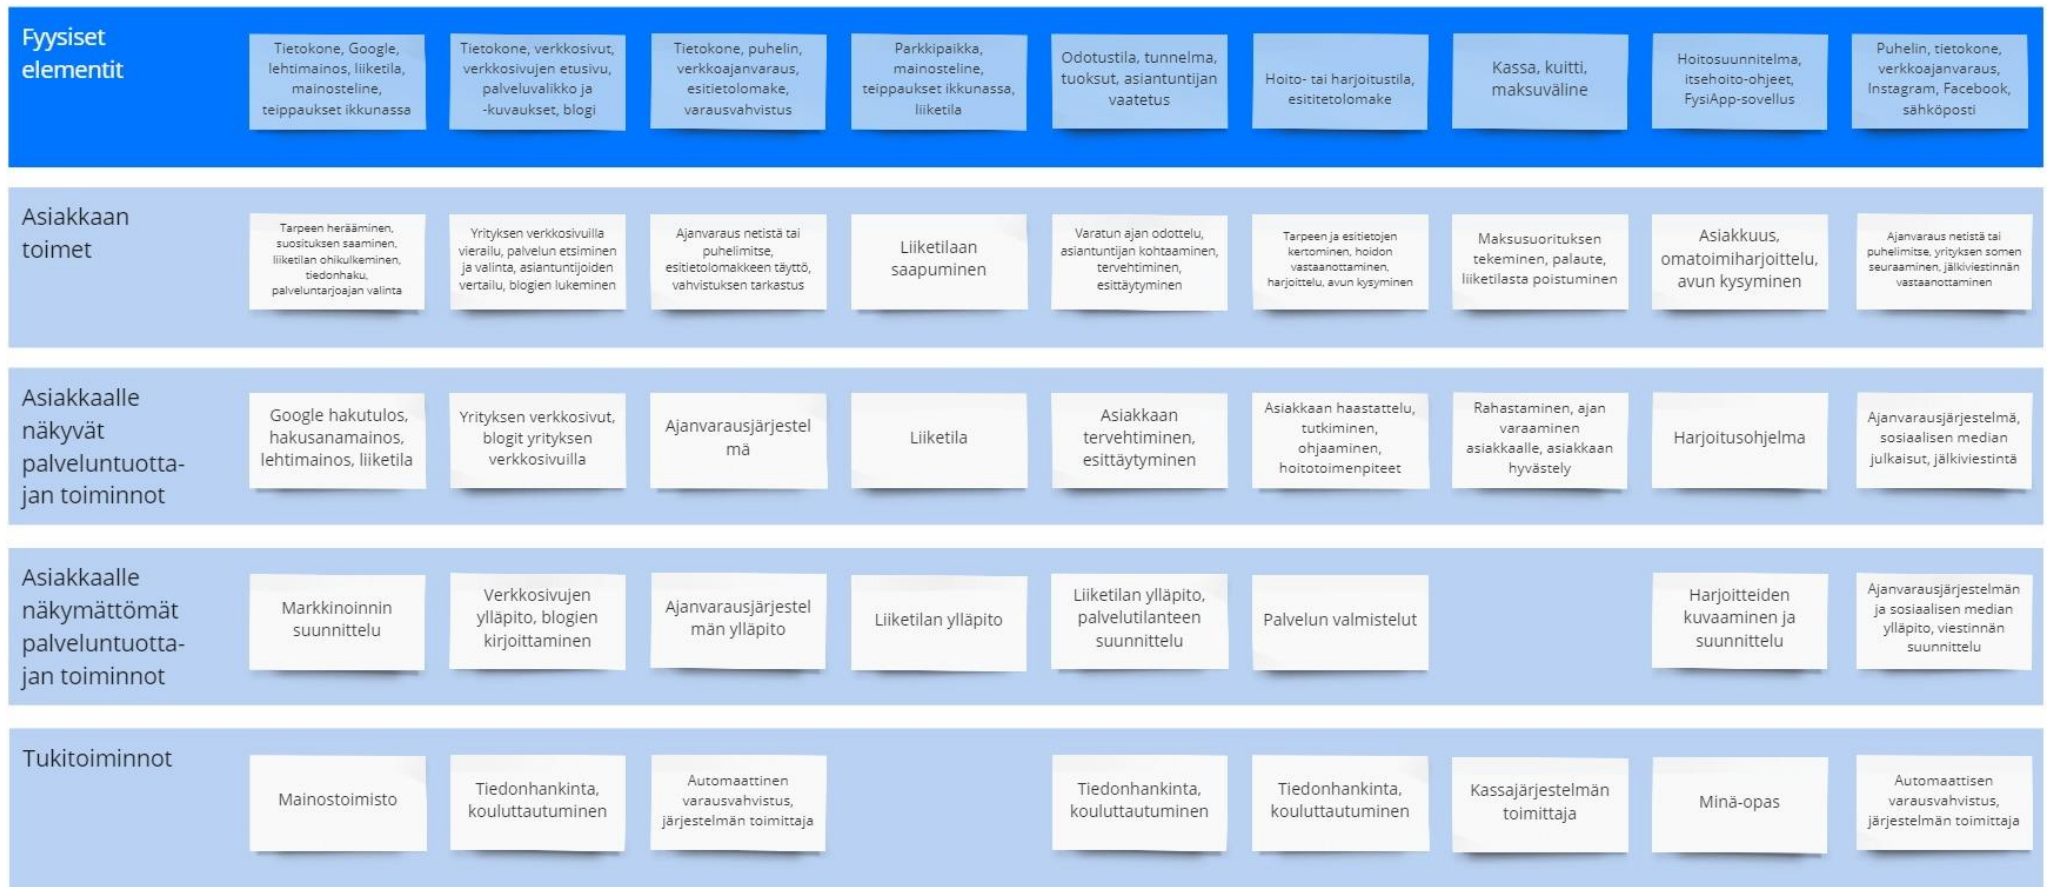 Fyysiset
elementit
Tietokone, Google,
lehtimainos, liiketila,
mainosteline,
teippaukset ikkunassa
Tietokone, verkkosivut,
verkkosivujen etusivu,
palveluvalikko ja
-kuvaukset, blogi
Tietokone, puhelin,
verkkoajanvaraus,
esitietolomake,
varausvahvistus
Parkkipaikka,
mainosteline,
teippaukset ikkunassa,
liiketila
Odotustila, tunnelma,
tuoksut, asiantuntijan
vaatetus
Hoito- tai harjoitustila,
esititetolomake
Kassa, kuitti,
maksuväline
Hoitosuunnitelma,
itsehoito-ohjeet,
FysiApp-sovellus
Puhelin, tietokone,
verkkoajanvaraus,
Instagram, Facebook,
sähköposti
Asiakkaan
toimet
Tarpeen herääminen,
suosituksen saaminen,
liiketilan ohikulkeminen,
tiedonhaku,
palveluntarjoajan valinta
Yrityksen verkkosivuilla
vierailu, palvelun etsiminen
ja valinta, asiantuntijoiden
vertailu, blogien lukeminen
Ajanvaraus netistä tai
puhelimitse,
esitietolomakkeen täyttö,
vahvistuksen tarkastus
Liiketilaan
saapuminen
Varatun ajan odottelu,
asiantuntijan kohtaaminen,
tervehtiminen,
esittäytyminen
Tarpeen ja esitietojen
kertominen, hoidon
vastaanottaminen,
harjoittelu, avun kysyminen
Maksusuorituksen
tekeminen, palaute,
liiketilasta poistuminen
Asiakkuus,
omatoimiharjoittelu,
avun kysyminen
Ajanvaraus netistä tai
puhelimitse, yrityksen somen
seuraaminen, jälkiviestinnän
vastaanottaminen
Asiakkaalle
näkyvät
palveluntuotta-
jan toiminnot
Google hakutulos,
hakusanamainos,
lehtimainos, liiketila
Yrityksen verkkosivut,
blogit yrityksen
verkkosivuilla
Ajanvarausjärjestel
mä
Liiketila
Asiakkaan
tervehtiminen,
esittäytyminen
Asiakkaan haastattelu,
tutkiminen,
ohjaaminen,
hoitotoimenpiteet
Rahastaminen, ajan
varaaminen
asiakkaalle, asiakkaan
hyvästely
Harjoitusohjelma
Ajanvarausjärjestelmä,
sosiaalisen median
julkaisut, jälkiviestintä
Asiakkaalle
näkymättömät
palveluntuotta-
jan toiminnot
Markkinoinnin
suunnittelu
Verkkosivujen
ylläpito, blogien
kirjoittaminen
Ajanvarausjärjestel
män ylläpito
Liiketilan ylläpito
Liiketilan ylläpito,
palvelutilanteen
suunnittelu
Palvelun valmistelut
Harjoitteiden
kuvaaminen ja
suunnittelu
Ajanvarausjärjestelmän
ja sosiaalisen median
ylläpito, viestinnän
suunnittelu
Tukitoiminnot
Mainostoimisto
Tiedonhankinta,
kouluttautuminen
Automaattinen
varausvahvistus,
järjestelmän toimittaja
Tiedonhankinta,
kouluttautuminen
Tiedonhankinta,
kouluttautuminen
Kassajärjestelmän
toimittaja
Minä-opas
Automaattisen
varausvahvistus,
järjestelmän toimittaja